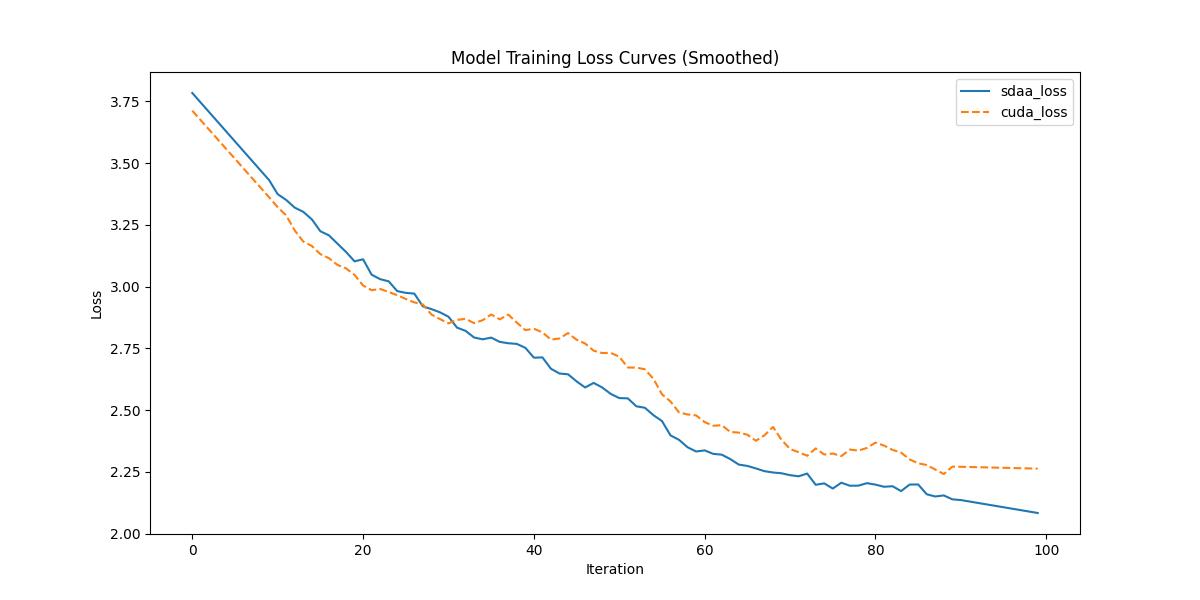 Model Training Loss Curves (Smoothed)
sdaa_loss
cuda_loss
Loss
3.75
3.50
3.25
3.00
2.75
2.50
2.25
2.00
0 20 40 60 80 100
Iteration